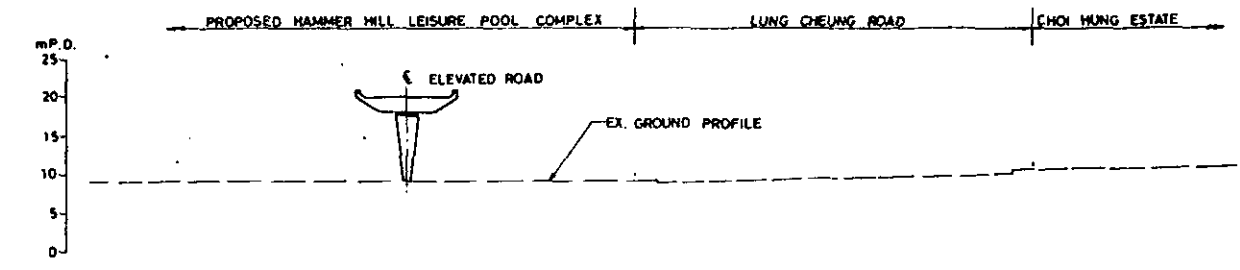 PROPOSED HAMMER HILL LEISURE POOL COMPLEX
LUNG CHEUNG ROAD
CHOI HUNG ESTATE
mP.D.
25
20
15
10
5
0
℄ ELEVATED ROAD
EX. GROUND PROFILE